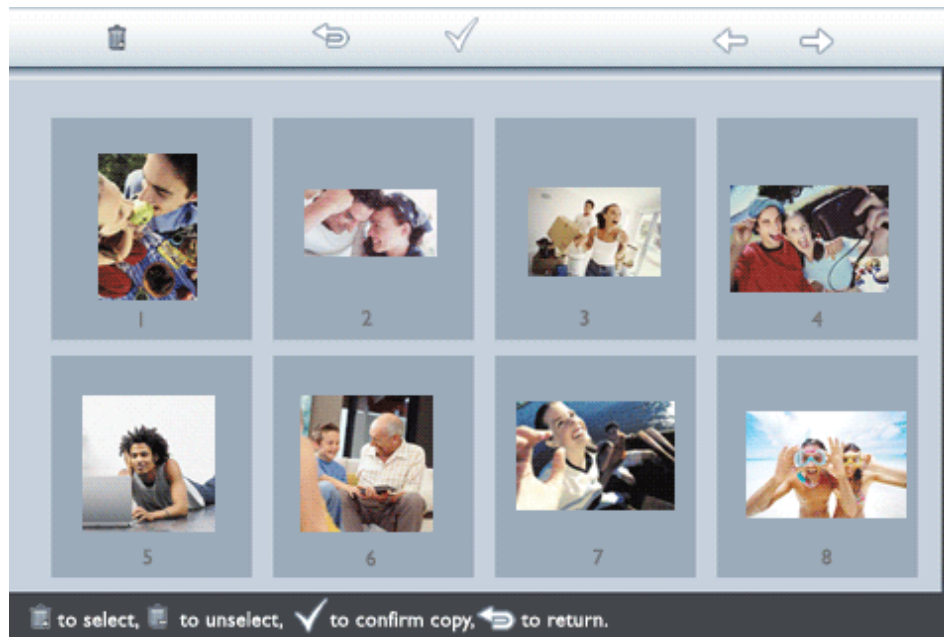 1 2 3 4
5 6 7 8
to select, to unselect, to confirm copy, to return.